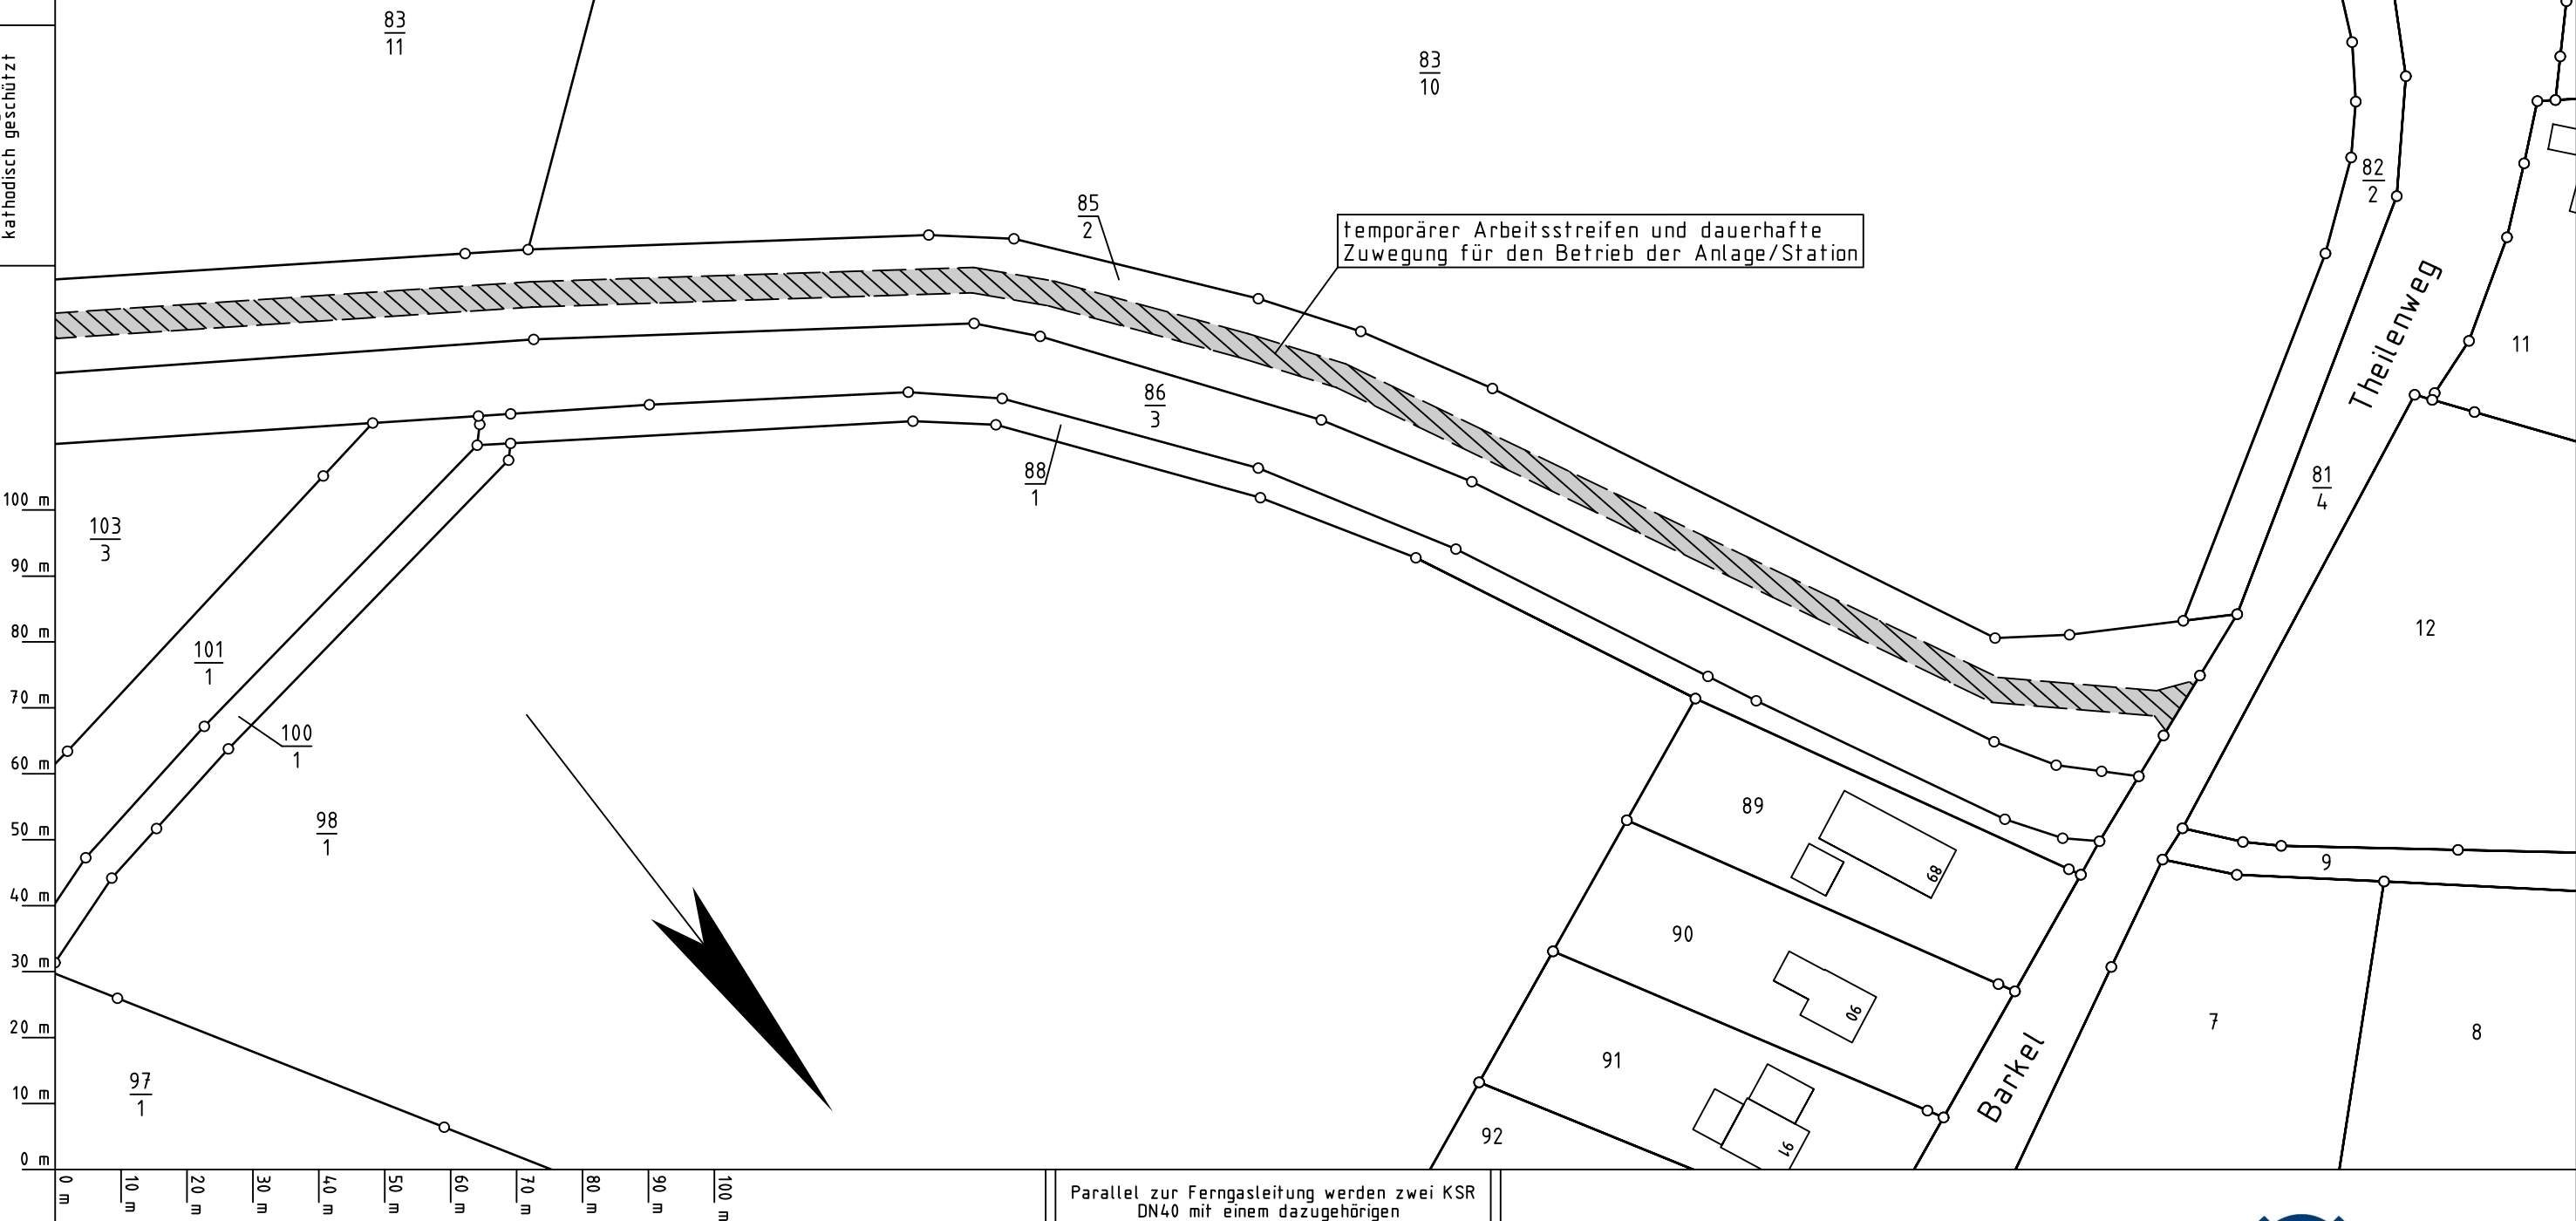 83
11
83
10
kathodisch geschützt
82
2
85
2
temporärer Arbeitsstreifen und dauerhafte
Zuwegung für den Betrieb der Anlage/Station
Theilenweg
11
86
3
88
1
81
4
103
3
12
101
1
100
1
98
1
89
89
9
90
90
7
8
91
91
Barkel
97
1
92
100 m
90 m
80 m
70 m
60 m
50 m
40 m
30 m
20 m
10 m
0 m
0 m
10 m
20 m
30 m
40 m
50 m
60 m
70 m
80 m
90 m
100 m
Parallel zur Ferngasleitung werden zwei KSR
DN40 mit einem dazugehörigen